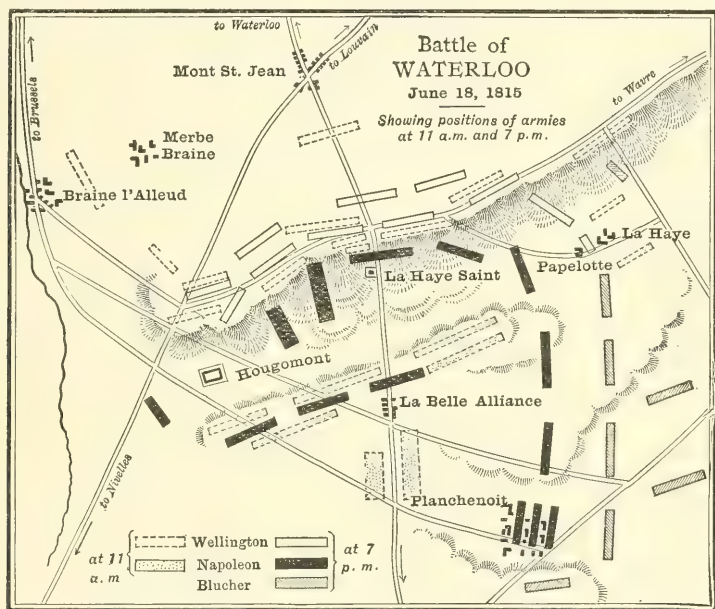 to Waterloo
to Louvain
Mont St. Jean
Battle of
WATERLOO
June 18, 1815
Showing positions of armies
at 11 a.m. and 7 p.m.
to Wavre
to Brussels
Merbe
Braine
Braine l'Alleud
La Haye
Papelotte
La Haye Saint
Hougomont
La Belle Alliance
to Nivelles
Planchenoit
at 11
a. m
Wellington
Napoleon
Blucher
at 7
p. m.